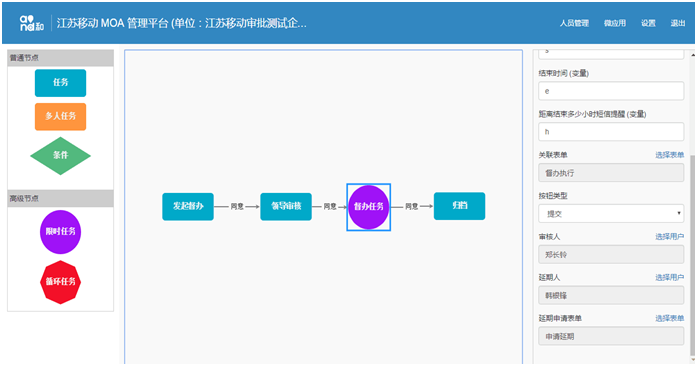 and和 江苏移动 MOA 管理平台 (单位：江苏移动审批测试企...
人员管理 微应用 设置 退出
普通节点
任务
多人任务
条件
高级节点
限时任务
循环任务
发起督办 同意 领导审核 同意 督办任务 同意 归档
s
结束时间 (变量)
e
距离结束多少小时短信提醒 (变量)
h
关联表单 选择表单
督办执行
按钮类型
提交
审核人 选择用户
郑长铃
延期人 选择用户
韩根锋
延期申请表单 选择表单
申请延期